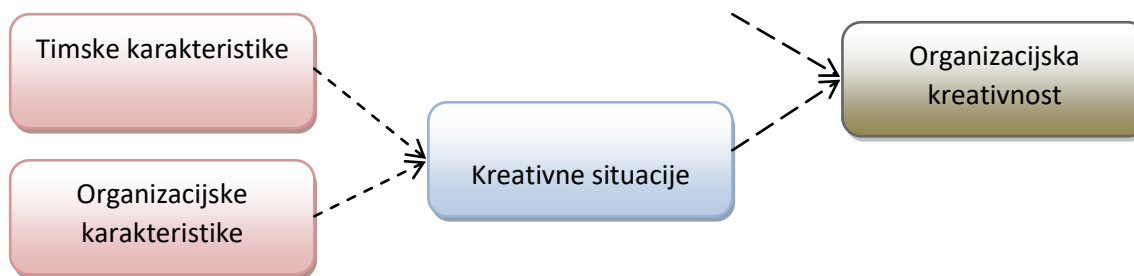 Timske karakteristike
Organizacijske
karakteristike
Kreativne situacije
Organizacijska
kreativnost